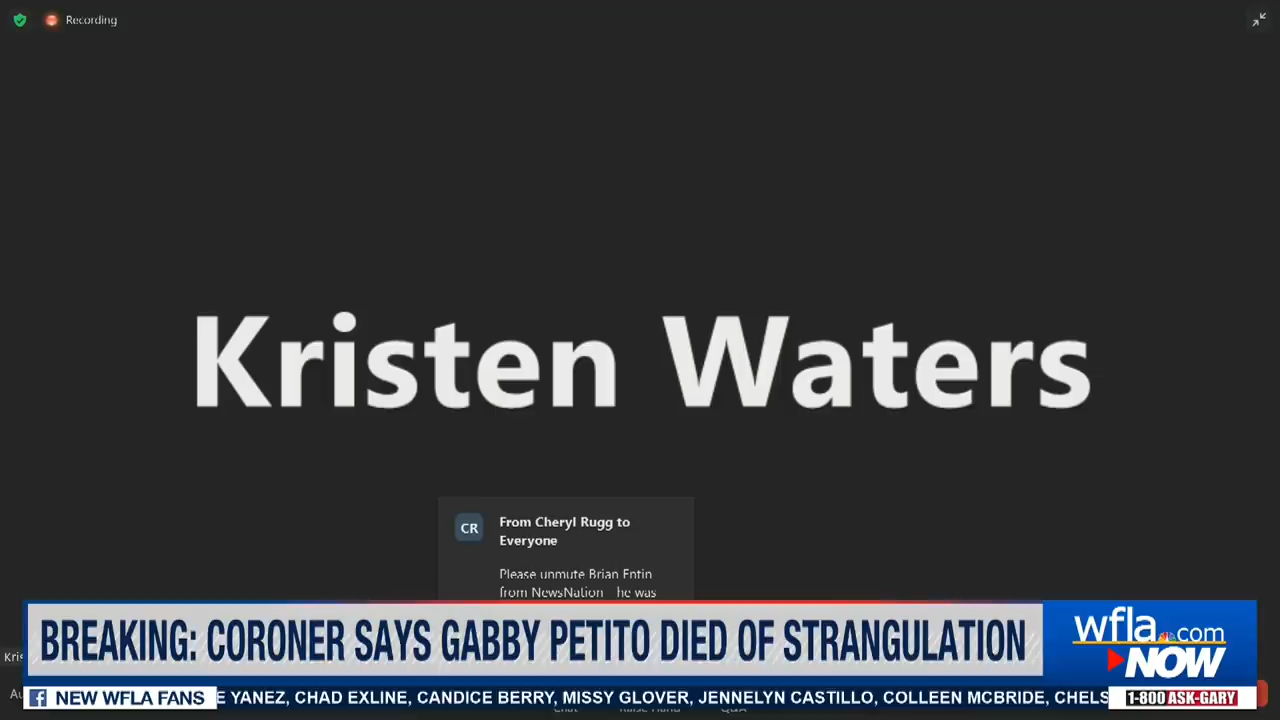 Recording
Kristen Waters
CR
From Cheryl Rugg to
Everyone
Please unmute Brian Entin
from NewsNation he was
BREAKING: CORONER SAYS GABBY PETITO DIED OF STRANGULATION
wfla.com
NOW
NEW WFLA FANS
E YANEZ, CHAD EXLINE, CANDICE BERRY, MISSY GLOVER, JENNELYN CASTILLO, COLLEEN MCBRIDE, CHELS
1-800 ASK-GARY